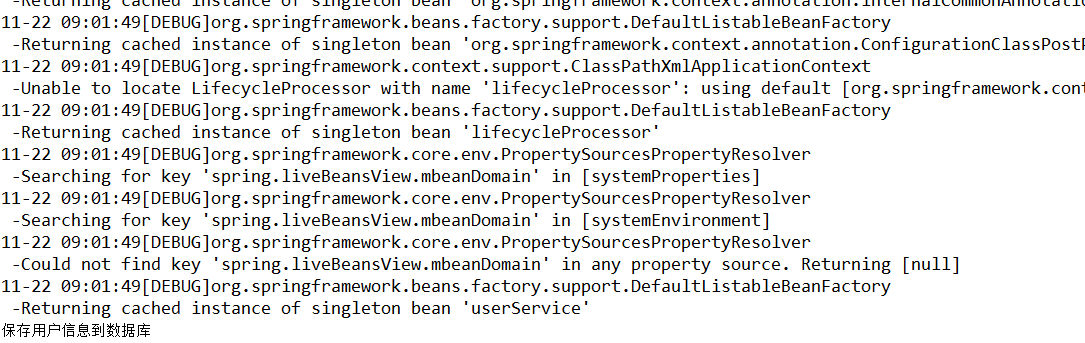 -Returning cached instance of singleton bean 'org.springframework.context.annotation.internalCommonAnnotatio
11-22 09:01:49[DEBUG]org.springframework.beans.factory.support.DefaultListableBeanFactory
-Returning cached instance of singleton bean 'org.springframework.context.annotation.ConfigurationClassPostP
11-22 09:01:49[DEBUG]org.springframework.context.support.ClassPathXmlApplicationContext
-Unable to locate LifecycleProcessor with name 'lifecycleProcessor': using default [org.springframework.cont
11-22 09:01:49[DEBUG]org.springframework.beans.factory.support.DefaultListableBeanFactory
-Returning cached instance of singleton bean 'lifecycleProcessor'
11-22 09:01:49[DEBUG]org.springframework.core.env.PropertySourcesPropertyResolver
-Searching for key 'spring.liveBeansView.mbeanDomain' in [systemProperties]
11-22 09:01:49[DEBUG]org.springframework.core.env.PropertySourcesPropertyResolver
-Searching for key 'spring.liveBeansView.mbeanDomain' in [systemEnvironment]
11-22 09:01:49[DEBUG]org.springframework.core.env.PropertySourcesPropertyResolver
-Could not find key 'spring.liveBeansView.mbeanDomain' in any property source. Returning [null]
11-22 09:01:49[DEBUG]org.springframework.beans.factory.support.DefaultListableBeanFactory
-Returning cached instance of singleton bean 'userService'
保存用户信息到数据库